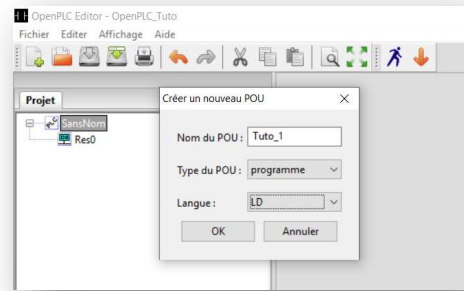 OpenPLC Editor - OpenPLC_Tuto
Fichier Editer Affichage Aide
Projet
SansNom
Res0
Créer un nouveau POU
Nom du POU : Tuto_1
Type du POU : programme
Langue : LD
OK Annuler